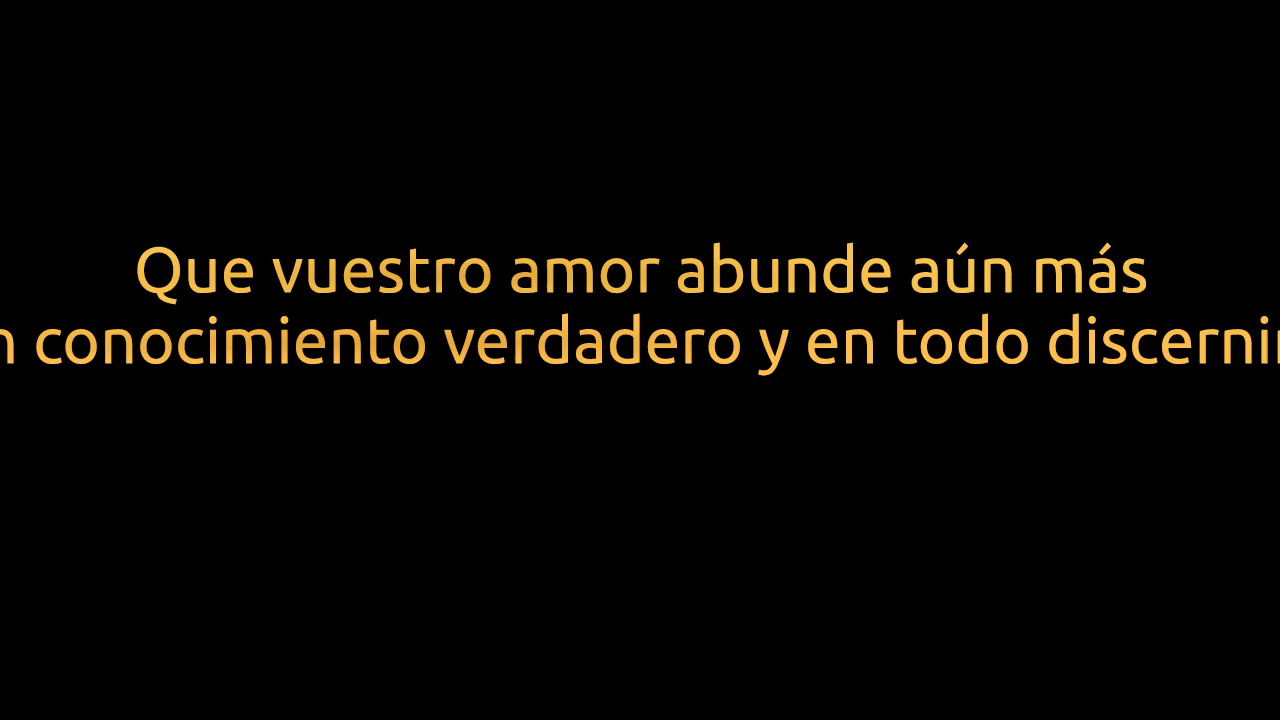 Que vuestro amor abunde aún más
conocimiento verdadero y en todo